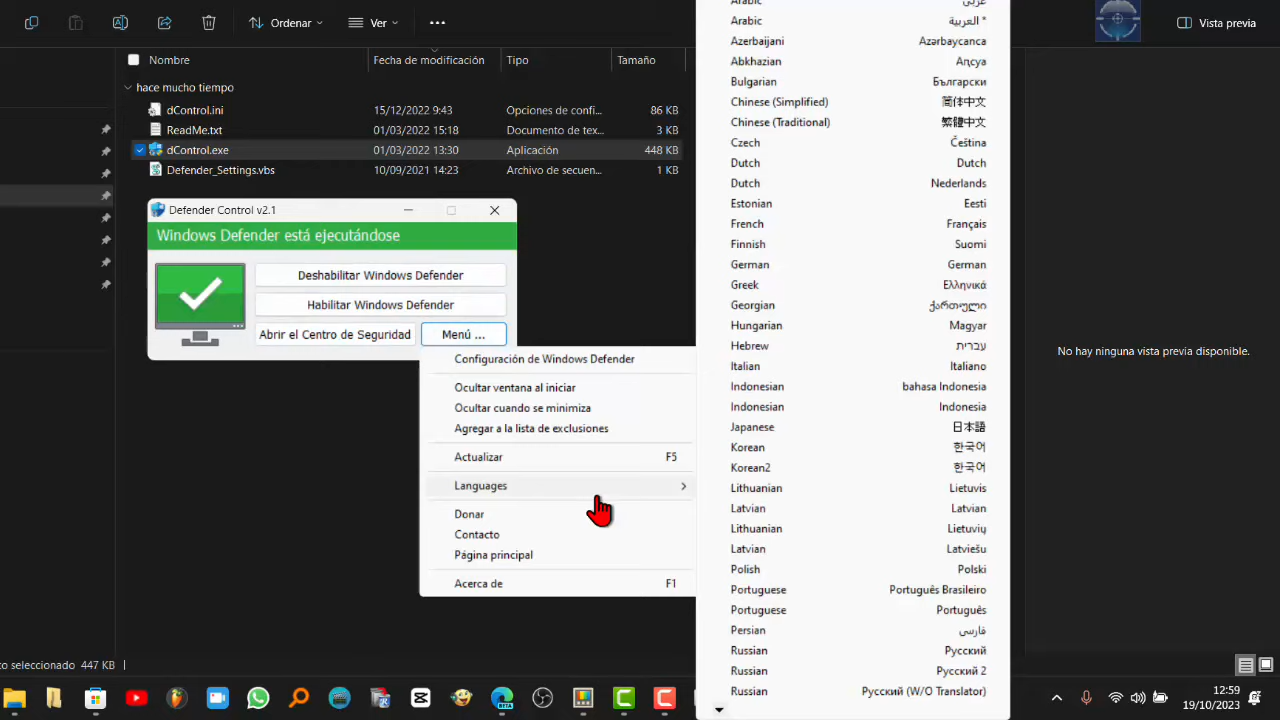 Ordenar
Ver
Vista previa
Nombre
Fecha de modificación
Tipo
Tamaño
hace mucho tiempo
dControl.ini 15/12/2022 9:43 Opciones de confi... 86 KB
ReadMe.txt 01/03/2022 15:18 Documento de tex... 3 KB
dControl.exe 01/03/2022 13:30 Aplicación 448 KB
Defender_Settings.vbs 10/09/2021 14:23 Archivo de secuen... 1 KB
Defender Control v2.1
Windows Defender está ejecutándose
Deshabilitar Windows Defender
Habilitar Windows Defender
Abrir el Centro de Seguridad
Menú ...
Configuración de Windows Defender
Ocultar ventana al iniciar
Ocultar cuando se minimiza
Agregar a la lista de exclusiones
Actualizar F5
Languages
Donar
Contacto
Página principal
Acerca de F1
Arabic العربية *
Azerbaijani Azərbaycanca
Abkhazian Аҧсуа
Bulgarian Български
Chinese (Simplified) 简体中文
Chinese (Traditional) 繁體中文
Czech Čeština
Dutch Dutch
Dutch Nederlands
Estonian Eesti
French Français
Finnish Suomi
German German
Greek Ελληνικά
Georgian ქართული
Hungarian Magyar
Hebrew עברית
Italian Italiano
Indonesian bahasa Indonesia
Indonesian Indonesia
Japanese 日本語
Korean 한국어
Korean2 한국어
Lithuanian Lietuvis
Latvian Latvian
Lithuanian Lietuvių
Latvian Latviešu
Polish Polski
Portuguese Português Brasileiro
Portuguese Português
Persian فارسی
Russian Русский
Russian Русский 2
Russian Русский (W/O Translator)
No hay ninguna vista previa disponible.
to seleccionado 447 KB
12:59
19/10/2023